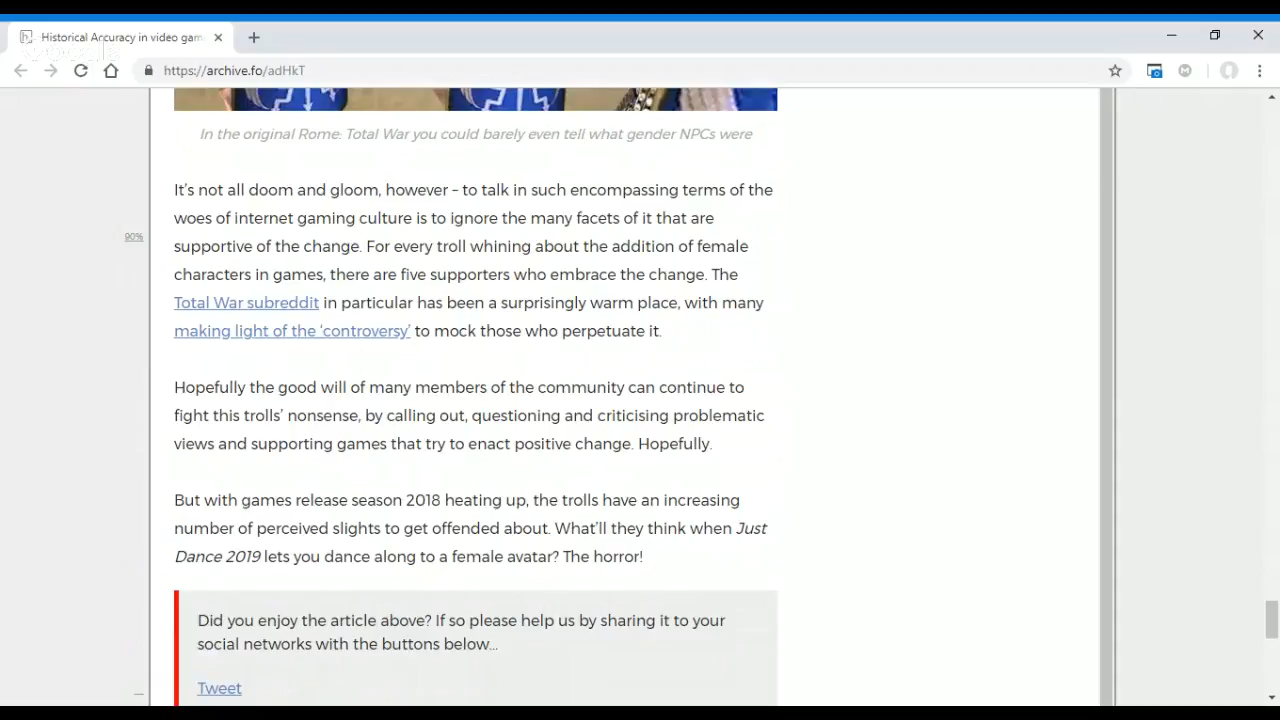 Historical Accuracy in video gam
https://archive.fo/adHkT
In the original Rome: Total War you could barely even tell what gender NPCs were
It’s not all doom and gloom, however – to talk in such encompassing terms of the
woes of internet gaming culture is to ignore the many facets of it that are
90%
supportive of the change. For every troll whining about the addition of female
characters in games, there are five supporters who embrace the change. The
Total War subreddit in particular has been a surprisingly warm place, with many
making light of the ‘controversy’ to mock those who perpetuate it.
Hopefully the good will of many members of the community can continue to
fight this trolls’ nonsense, by calling out, questioning and criticising problematic
views and supporting games that try to enact positive change. Hopefully.
But with games release season 2018 heating up, the trolls have an increasing
number of perceived slights to get offended about. What’ll they think when Just
Dance 2019 lets you dance along to a female avatar? The horror!
Did you enjoy the article above? If so please help us by sharing it to your
social networks with the buttons below...
Tweet